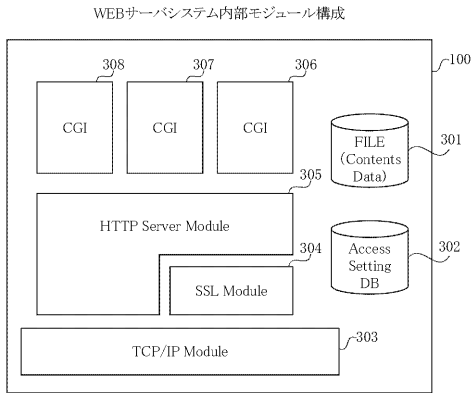 WEBサーバシステム内部モジュール構成
100
308
307
306
CGI
CGI
CGI
301
FILE
(Contents
Data)
305
HTTP Server Module
304
302
Access
Setting
DB
SSL Module
303
TCP/IP Module